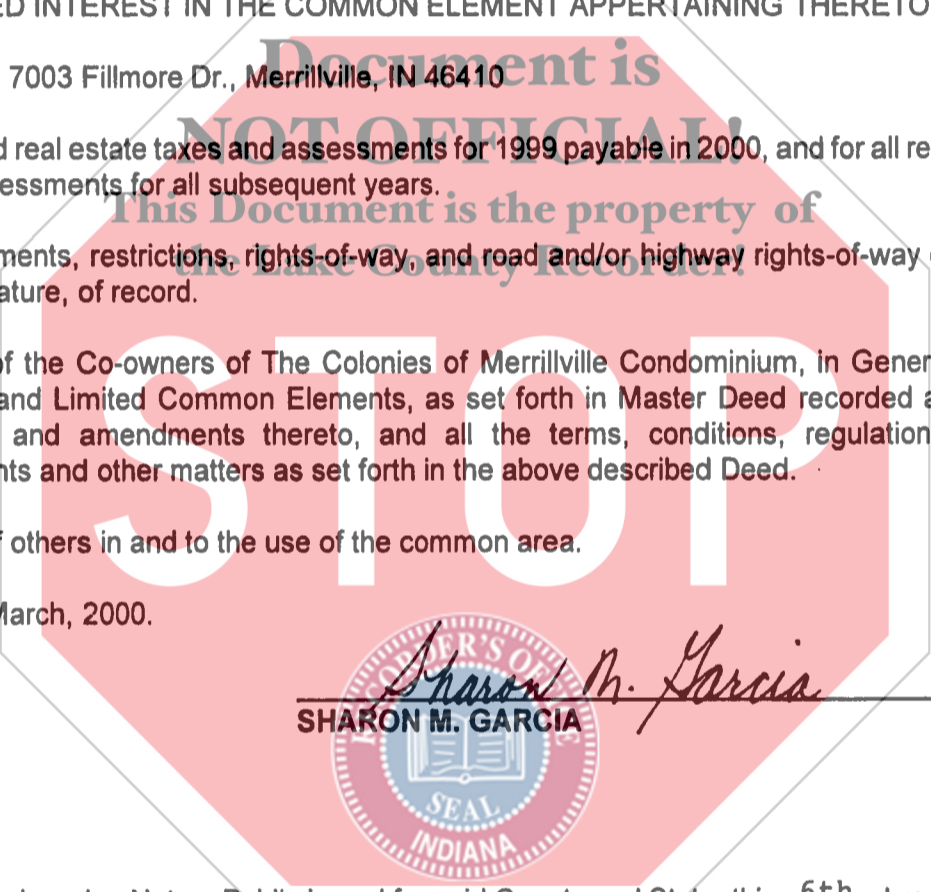 ED INTEREST IN THE COMMON ELEMENT APPERTAINING THERETO
Document is
7003 Fillmore Dr., Merrillville, IN 46410
NOT OFFICIAL!
d real estate taxes and assessments for 1999 payable in 2000, and for all re
essments for all subsequent years.
This Document is the property of
the Lake County Recorder!
ments, restrictions, rights-of-way, and road and/or highway rights-of-way
ature, of record.
STOP
of the Co-owners of The Colonies of Merrillville Condominium, in Gener
and Limited Common Elements, as set forth in Master Deed recorded a
and amendments thereto, and all the terms, conditions, regulation
nts and other matters as set forth in the above described Deed.
f others in and to the use of the common area.
March, 2000.
Sharon M. Garcia
SHARON M. GARCIA
RECORDER'S OFFICE
SEAL
INDIANA
6th